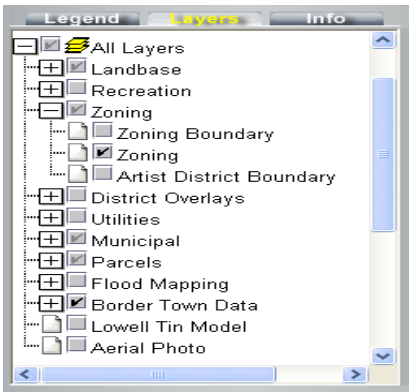 Legend Layers Info
All Layers
Landbase
Recreation
Zoning
Zoning Boundary
Zoning
Artist District Boundary
District Overlays
Utilities
Municipal
Parcels
Flood Mapping
Border Town Data
Lowell Tin Model
Aerial Photo